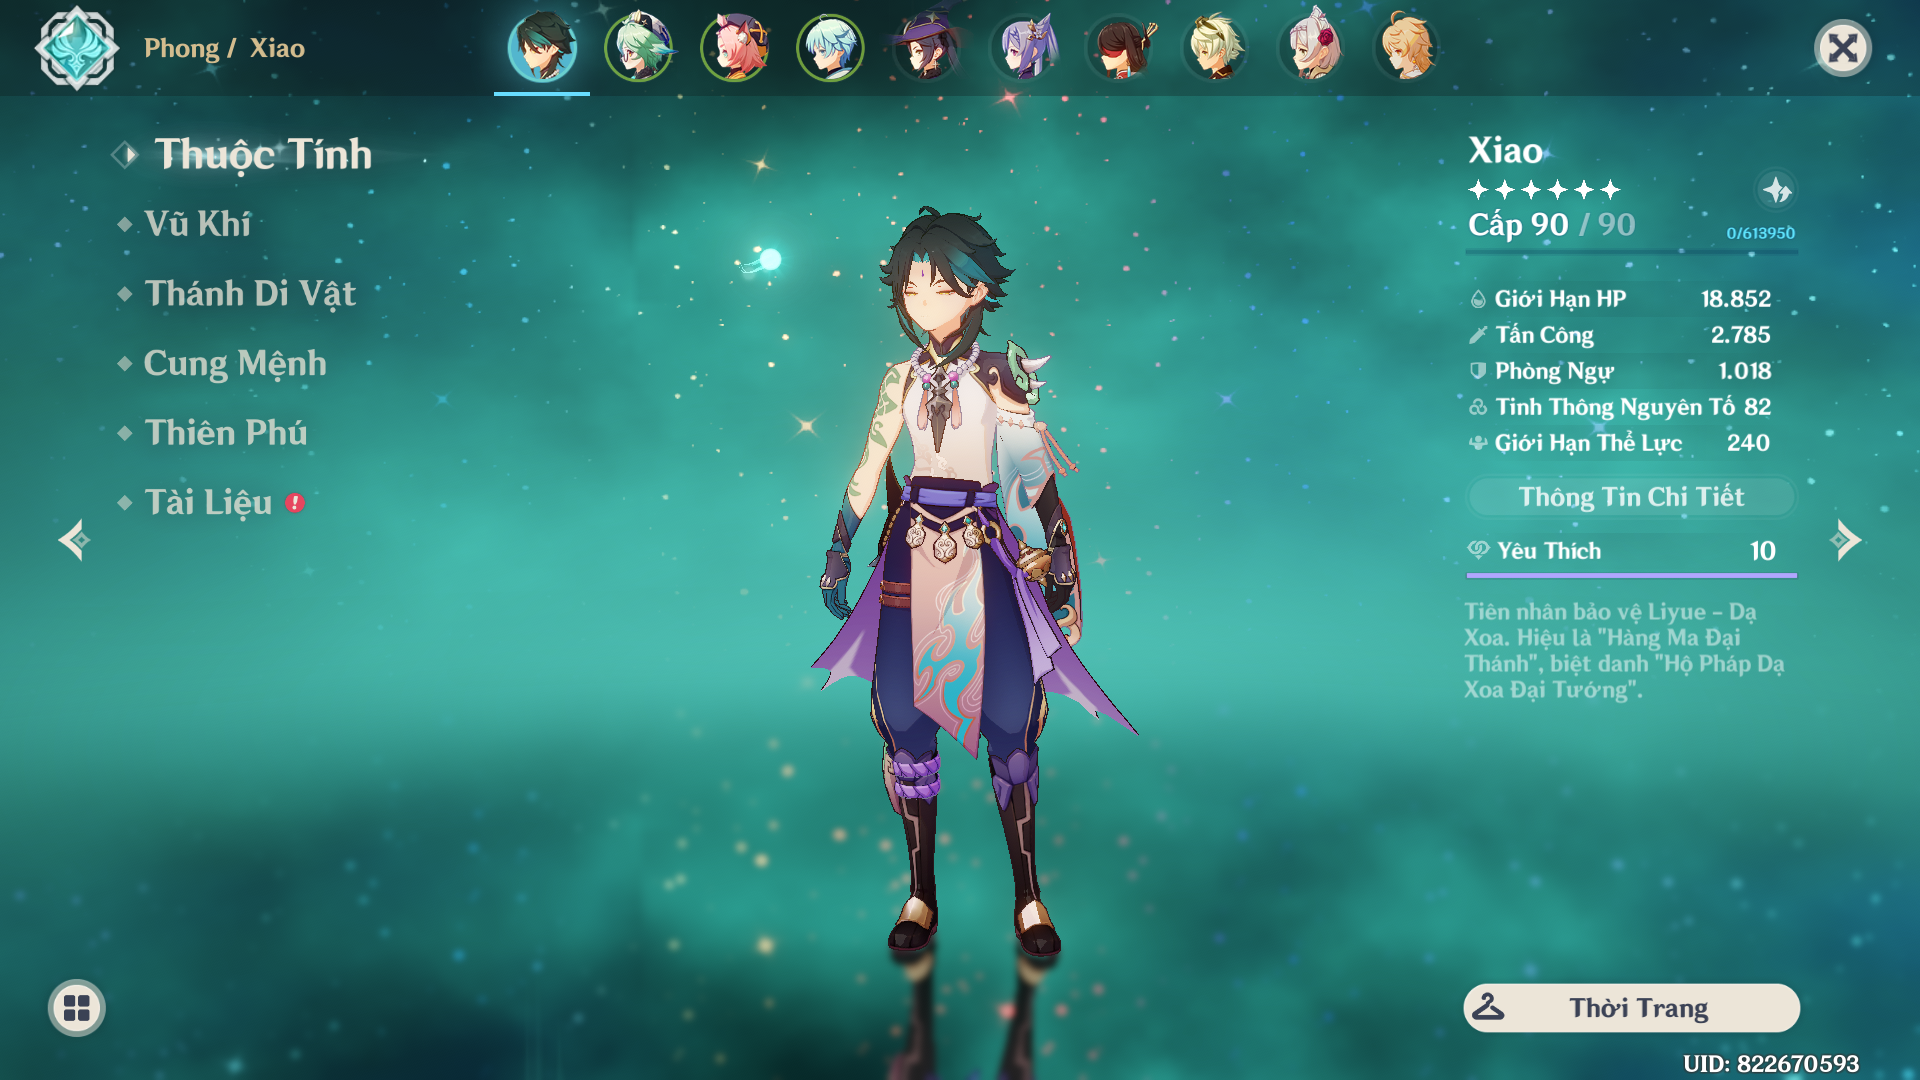 Phong / Xiao
Thuộc Tính
Vũ Khí
Thánh Di Vật
Cung Mệnh
Thiên Phú
Tài Liệu
Xiao
Cấp 90 / 90
0/613950
Giới Hạn HP 18.852
Tấn Công 2.785
Phòng Ngự 1.018
Tinh Thông Nguyên Tố 82
Giới Hạn Thể Lực 240
Thông Tin Chi Tiết
Yêu Thích 10
Tiên nhân bảo vệ Liyue - Dạ
Xoa. Hiệu là "Hàng Ma Đại
Thánh", biệt danh "Hộ Pháp Dạ
Xoa Đại Tướng".
Thời Trang
UID: 822670593